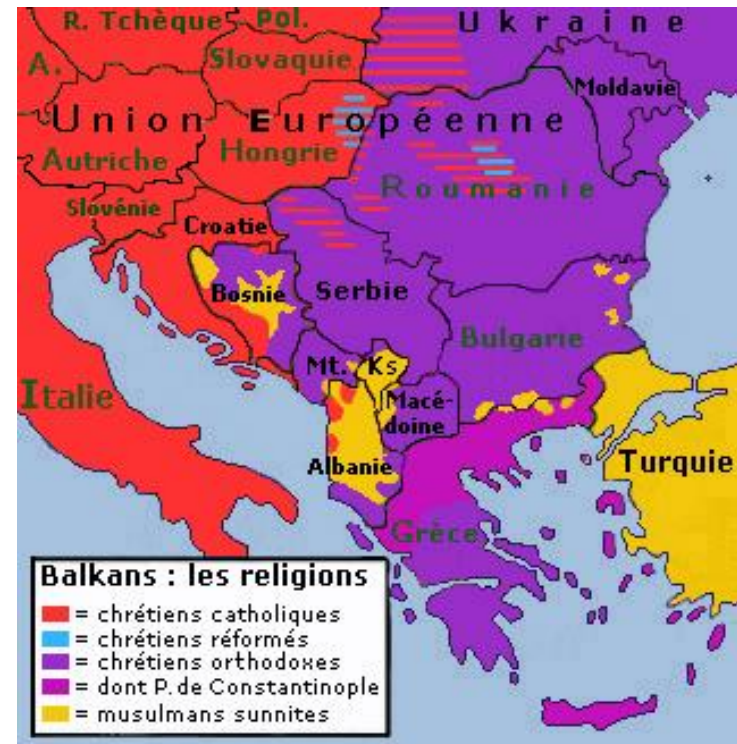 R. Tchèque
Pol.
Ukraine
A.
Slovaquie
Moldavie
Union Européenne
Autriche
Hongrie
Roumanie
Slovénie
Croatie
Bosnie
Serbie
Bulgarie
Mt.
Ks
Italie
Macé-
doine
Albanie
Turquie
Grèce
Balkans : les religions
= chrétiens catholiques
= chrétiens réformés
= chrétiens orthodoxes
= dont P. de Constantinople
= musulmans sunnites